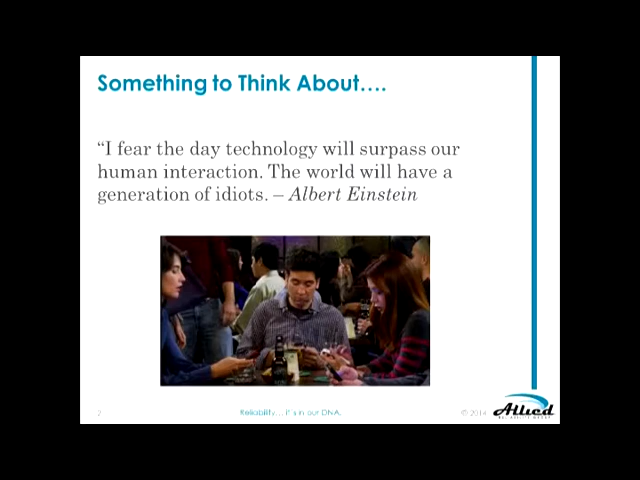 Something to Think About….
“I fear the day technology will surpass our
human interaction. The world will have a
generation of idiots. – Albert Einstein
2
Reliability… it's in our DNA.
© 2014
Allied